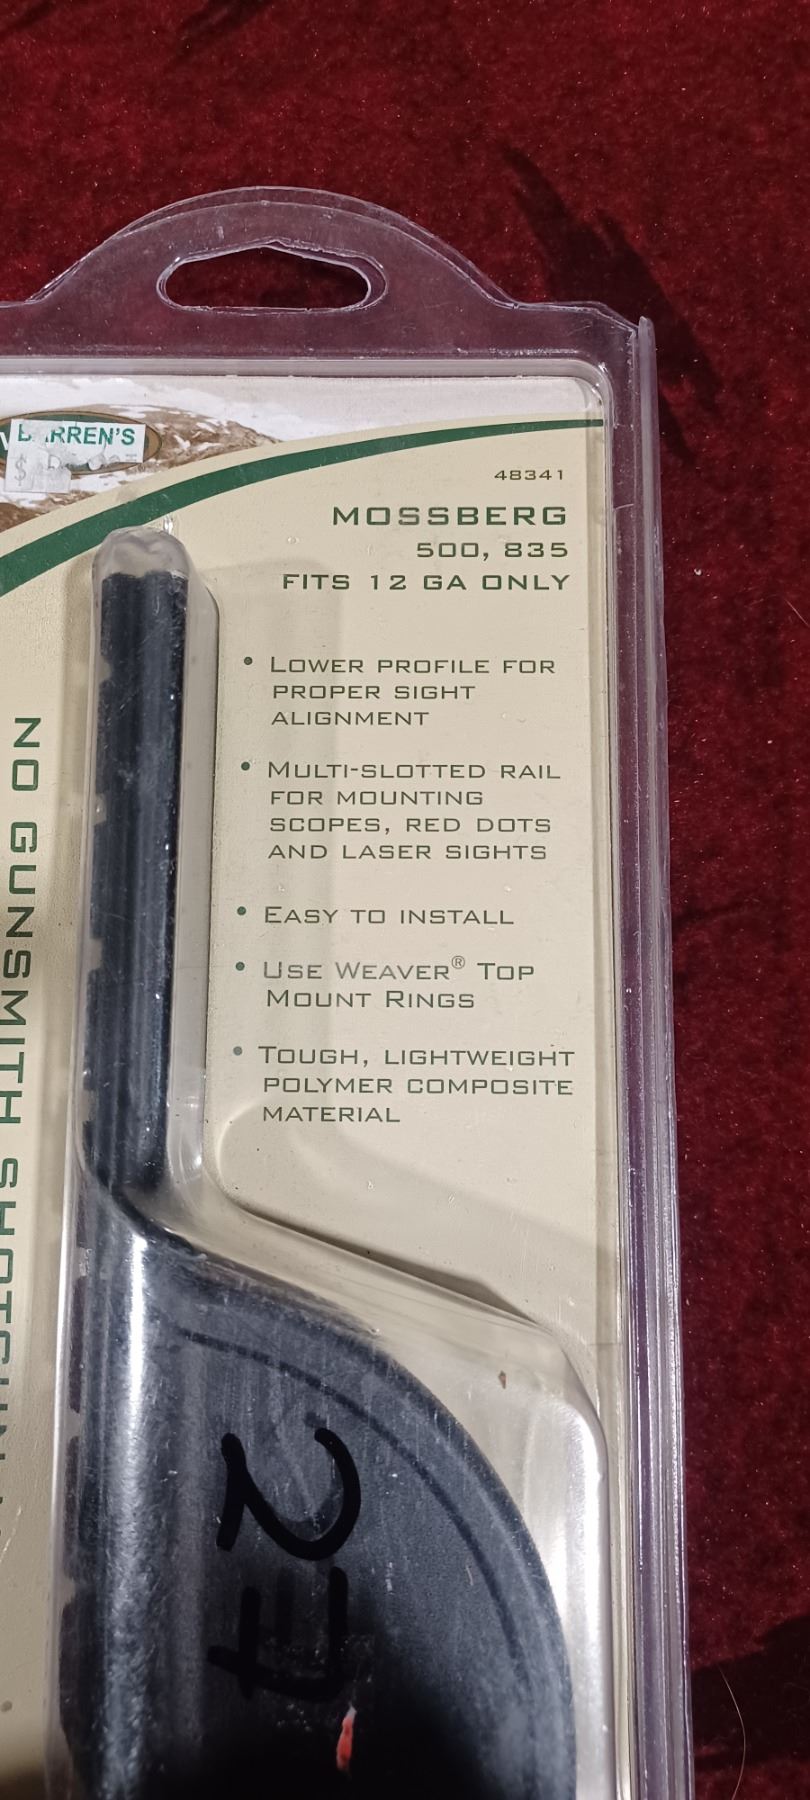 BARREN'S
$
48341
MOSSBERG
500, 835
FITS 12 GA ONLY
• LOWER PROFILE FOR
PROPER SIGHT
ALIGNMENT
• MULTI-SLOTTED RAIL
FOR MOUNTING
SCOPES, RED DOTS
AND LASER SIGHTS
• EASY TO INSTALL
• USE WEAVER® TOP
MOUNT RINGS
• TOUGH, LIGHTWEIGHT
POLYMER COMPOSITE
MATERIAL
NO GUNSMITH